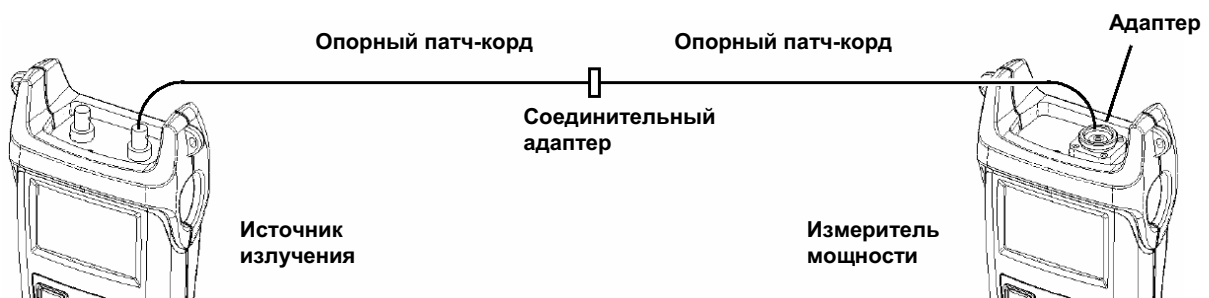 Адаптер
Опорный патч-корд
Опорный патч-корд
Соединительный
адаптер
Источник
излучения
Измеритель
мощности